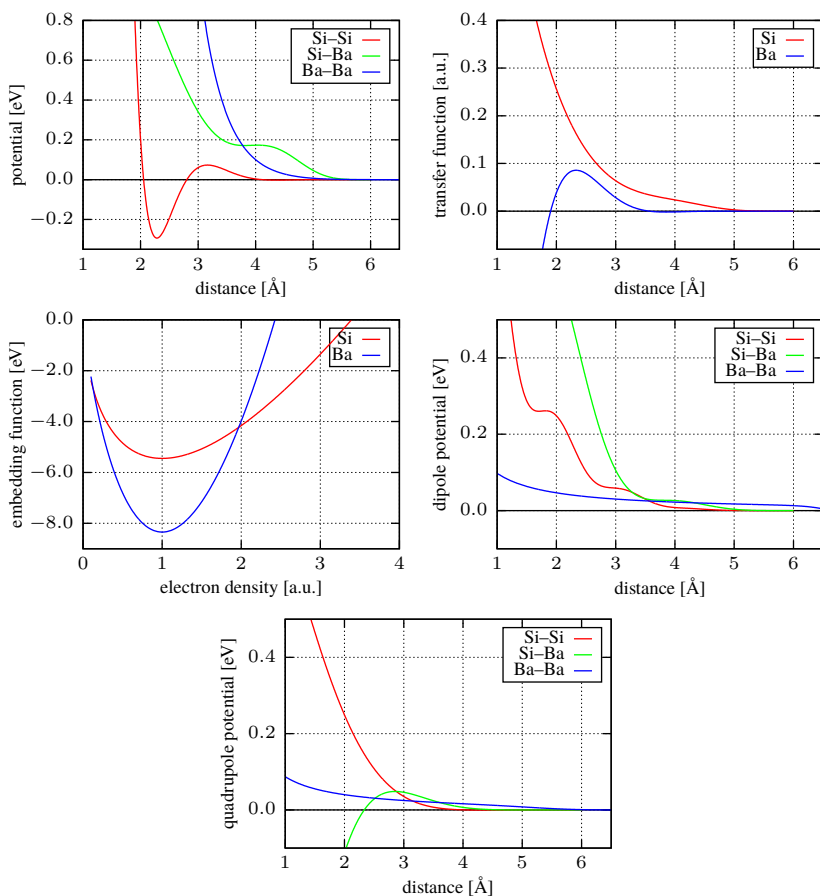 potential [eV]
0.8
0.6
0.4
0.2
0.0
−0.2
1 2 3 4 5 6
distance [Å]
Si–Si
Si–Ba
Ba–Ba
transfer function [a.u.]
0.4
0.3
0.2
0.1
0.0
1 2 3 4 5 6
distance [Å]
Si
Ba
embedding function [eV]
0.0
−2.0
−4.0
−6.0
−8.0
0 1 2 3 4
electron density [a.u.]
Si
Ba
dipole potential [eV]
0.4
0.2
0.0
1 2 3 4 5 6
distance [Å]
Si–Si
Si–Ba
Ba–Ba
quadrupole potential [eV]
0.4
0.2
0.0
1 2 3 4 5 6
distance [Å]
Si–Si
Si–Ba
Ba–Ba